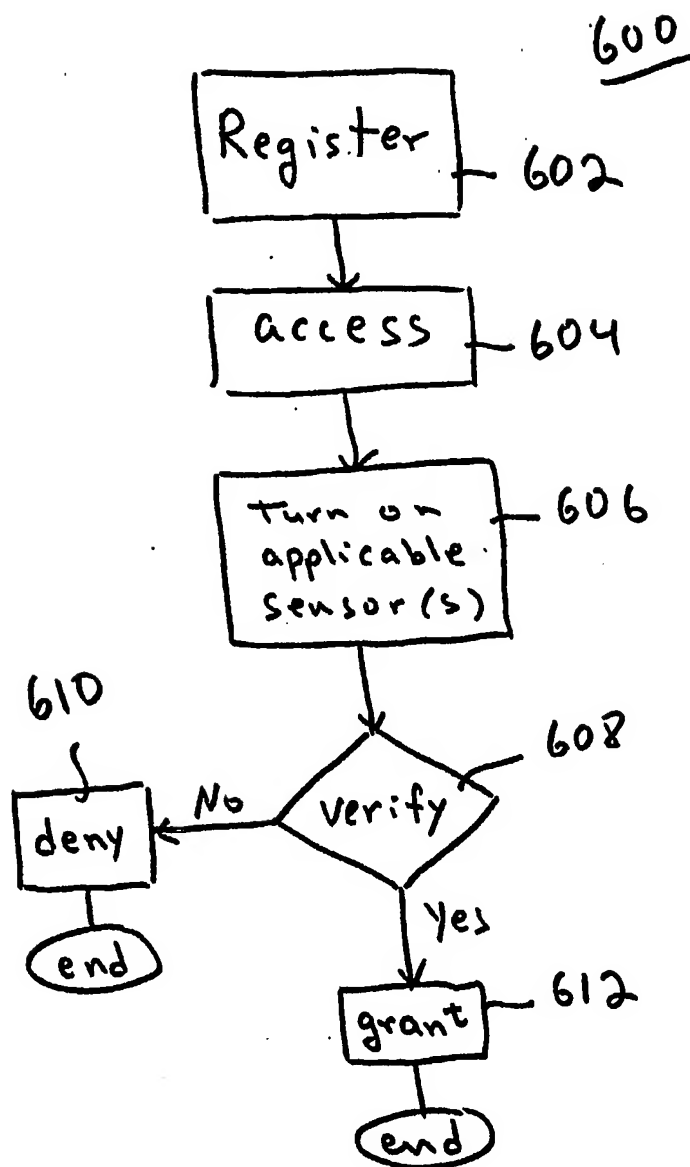 600
Register
602
access
604
Turn on
applicable
sensor(s)
606
610
608
verify
No
deny
Yes
end
612
grant
end